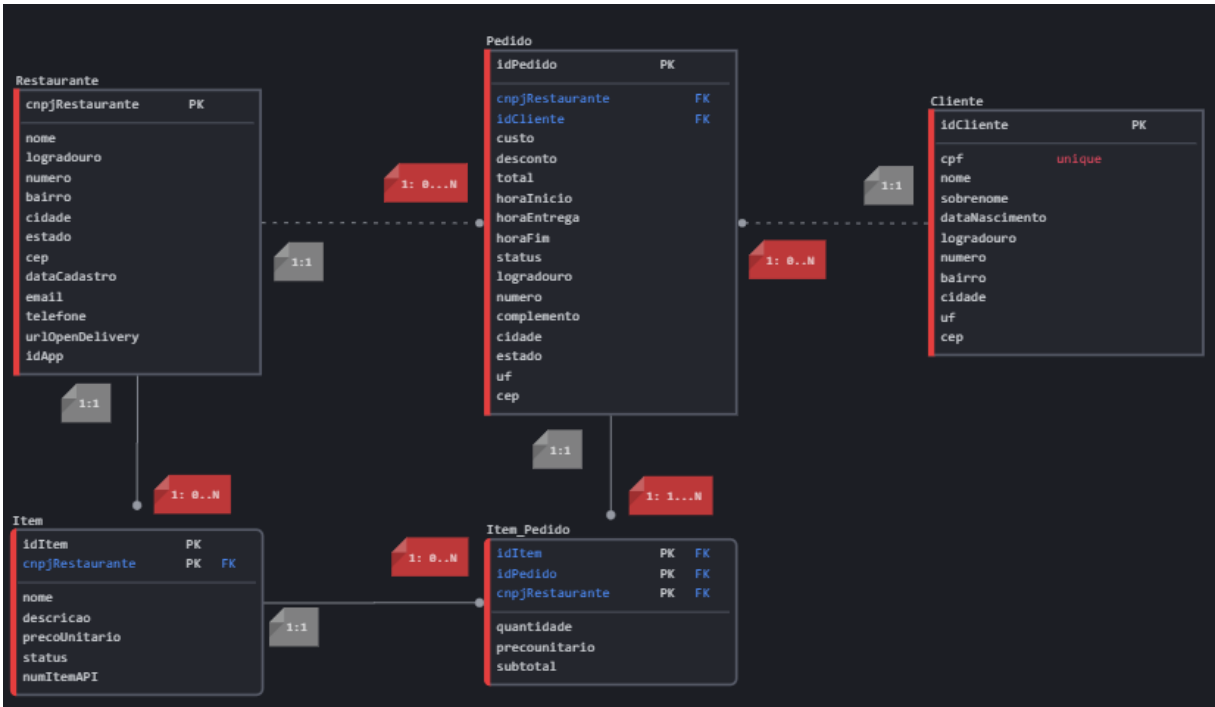 Restaurante
cnpjRestaurante PK
nome
logradouro
numero
bairro
cidade
estado
cep
dataCadastro
email
telefone
urlOpenDelivery
idApp
1:1
1: 0...N
1:1
1: 0..N
Pedido
idPedido PK
cnpjRestaurante FK
idCliente FK
custo
desconto
total
horaInicio
horaEntrega
horaFim
status
logradouro
numero
complemento
cidade
estado
uf
cep
1:1
1: 0..N
1:1
1: 1...N
Cliente
idCliente PK
cpf unique
nome
sobrenome
dataNascimento
logradouro
numero
bairro
cidade
uf
cep
Item
idItem PK
cnpjRestaurante PK FK
nome
descricao
precoUnitario
status
numItemAPI
1: 0..N
1:1
Item_Pedido
idItem PK FK
idPedido PK FK
cnpjRestaurante PK FK
quantidade
precounitario
subtotal